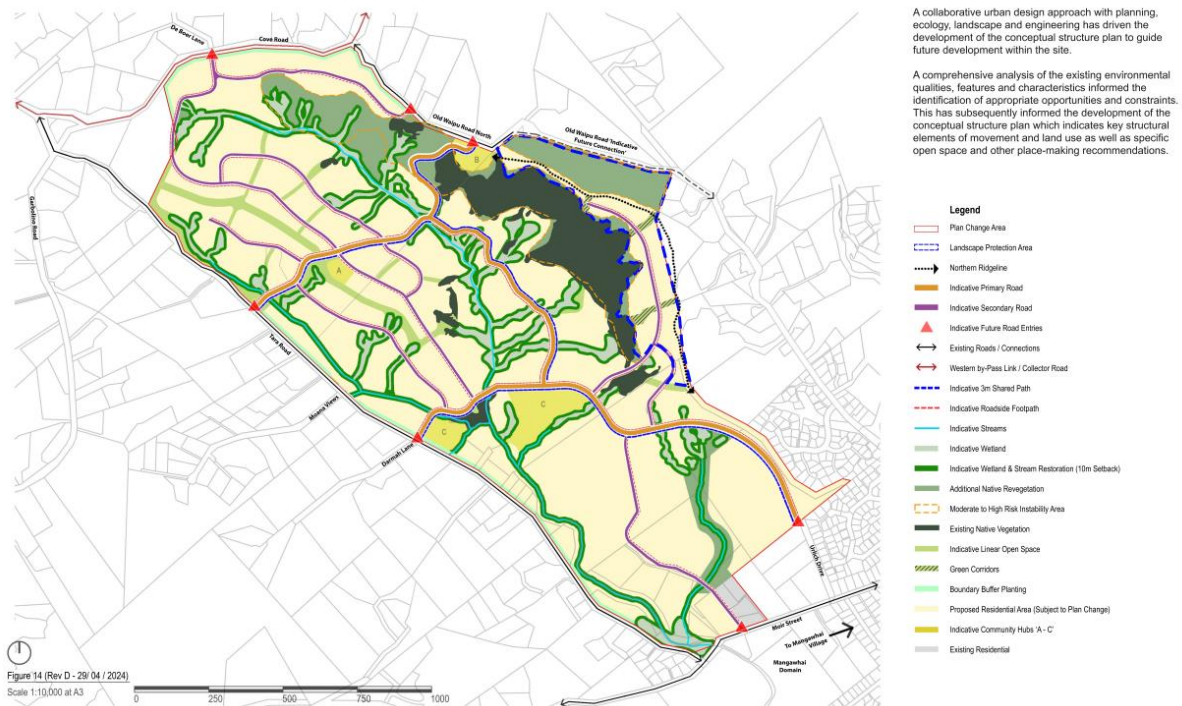 A collaborative urban design approach with planning,
ecology, landscape and engineering has driven the
development of the conceptual structure plan to guide
future development within the site.
A comprehensive analysis of the existing environmental
qualities, features and characteristics informed the
identification of appropriate opportunities and constraints.
This has subsequently informed the development of the
conceptual structure plan which indicates key structural
elements of movement and land use as well as specific
open space and other place-making recommendations.
De Boer Lane
Cove Road
Old Waipu Road North
Old Waipu Road 'Indicative
Future Connection'
Garbolino Road
B
A
Tara Road
Moana Views
Darmah Lane
C
C
Urlich Drive
Moir Street
To Mangawhai
Village
Mangawhai
Domain
Legend
Plan Change Area
Landscape Protection Area
Northern Ridgeline
Indicative Primary Road
Indicative Secondary Road
Indicative Future Road Entries
Existing Roads / Connections
Western by-Pass Link / Collector Road
Indicative 3m Shared Path
Indicative Roadside Footpath
Indicative Streams
Indicative Wetland
Indicative Wetland & Stream Restoration (10m Setback)
Additional Native Revegetation
Moderate to High Risk Instability Area
Existing Native Vegetation
Indicative Linear Open Space
Green Corridors
Boundary Buffer Planting
Proposed Residential Area (Subject to Plan Change)
Indicative Community Hubs 'A - C'
Existing Residential
Figure 14 (Rev D - 29/ 04 / 2024)
Scale 1:10,000 at A3
0 250 500 750 1000